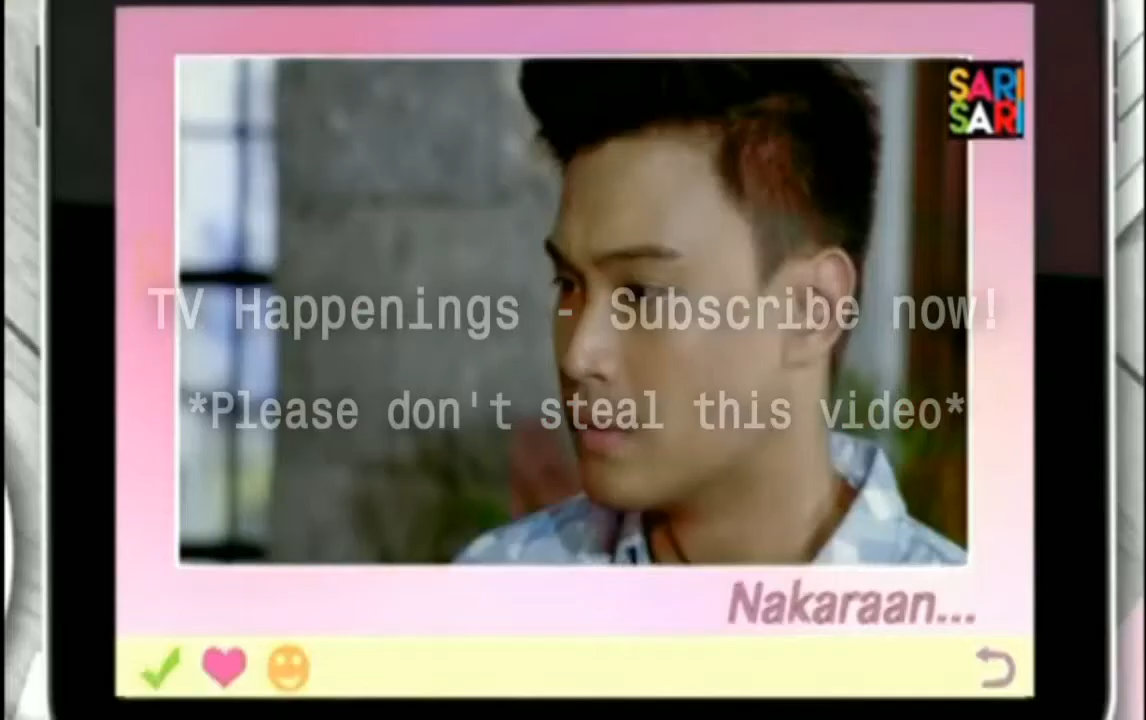 SARI
SARI
TV Happenings - Subscribe now!
*Please don't steal this video*
Nakaraan...